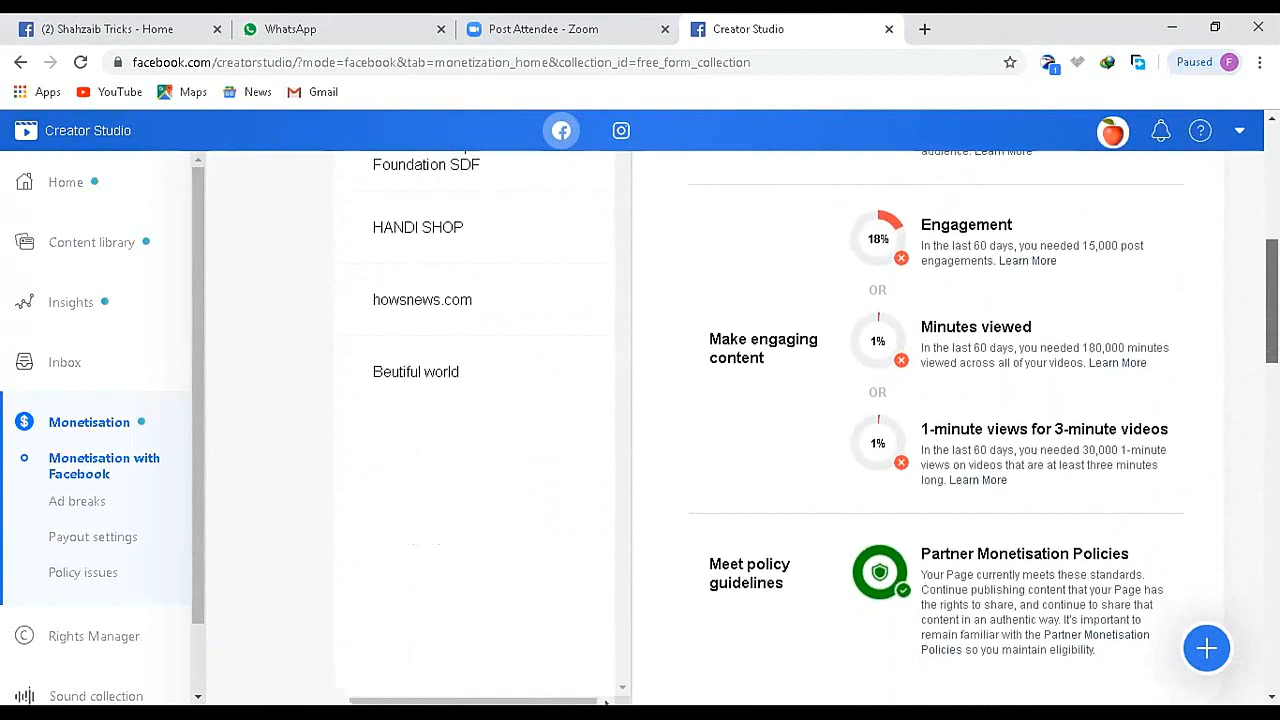 (2) Shahzaib Tricks - Home
WhatsApp
Post Attendee - Zoom
Creator Studio
facebook.com/creatorstudio/?mode=facebook&tab=monetization_home&collection_id=free_form_collection
1
Paused
F
Apps
YouTube
Maps
News
Gmail
Creator Studio
Home
Content library
Insights
Inbox
Monetisation
Monetisation with
Facebook
Ad breaks
Payout settings
Policy issues
Rights Manager
Sound collection
Foundation SDF
HANDI SHOP
howsnews.com
Beutiful world
audience. Learn More
Make engaging
content
18%
Engagement
In the last 60 days, you needed 15,000 post
engagements. Learn More
OR
1%
Minutes viewed
In the last 60 days, you needed 180,000 minutes
viewed across all of your videos. Learn More
OR
1%
1-minute views for 3-minute videos
In the last 60 days, you needed 30,000 1-minute
views on videos that are at least three minutes
long. Learn More
Meet policy
guidelines
Partner Monetisation Policies
Your Page currently meets these standards.
Continue publishing content that your Page has
the rights to share, and continue to share that
content in an authentic way. It's important to
remain familiar with the Partner Monetisation
Policies so you maintain eligibility.